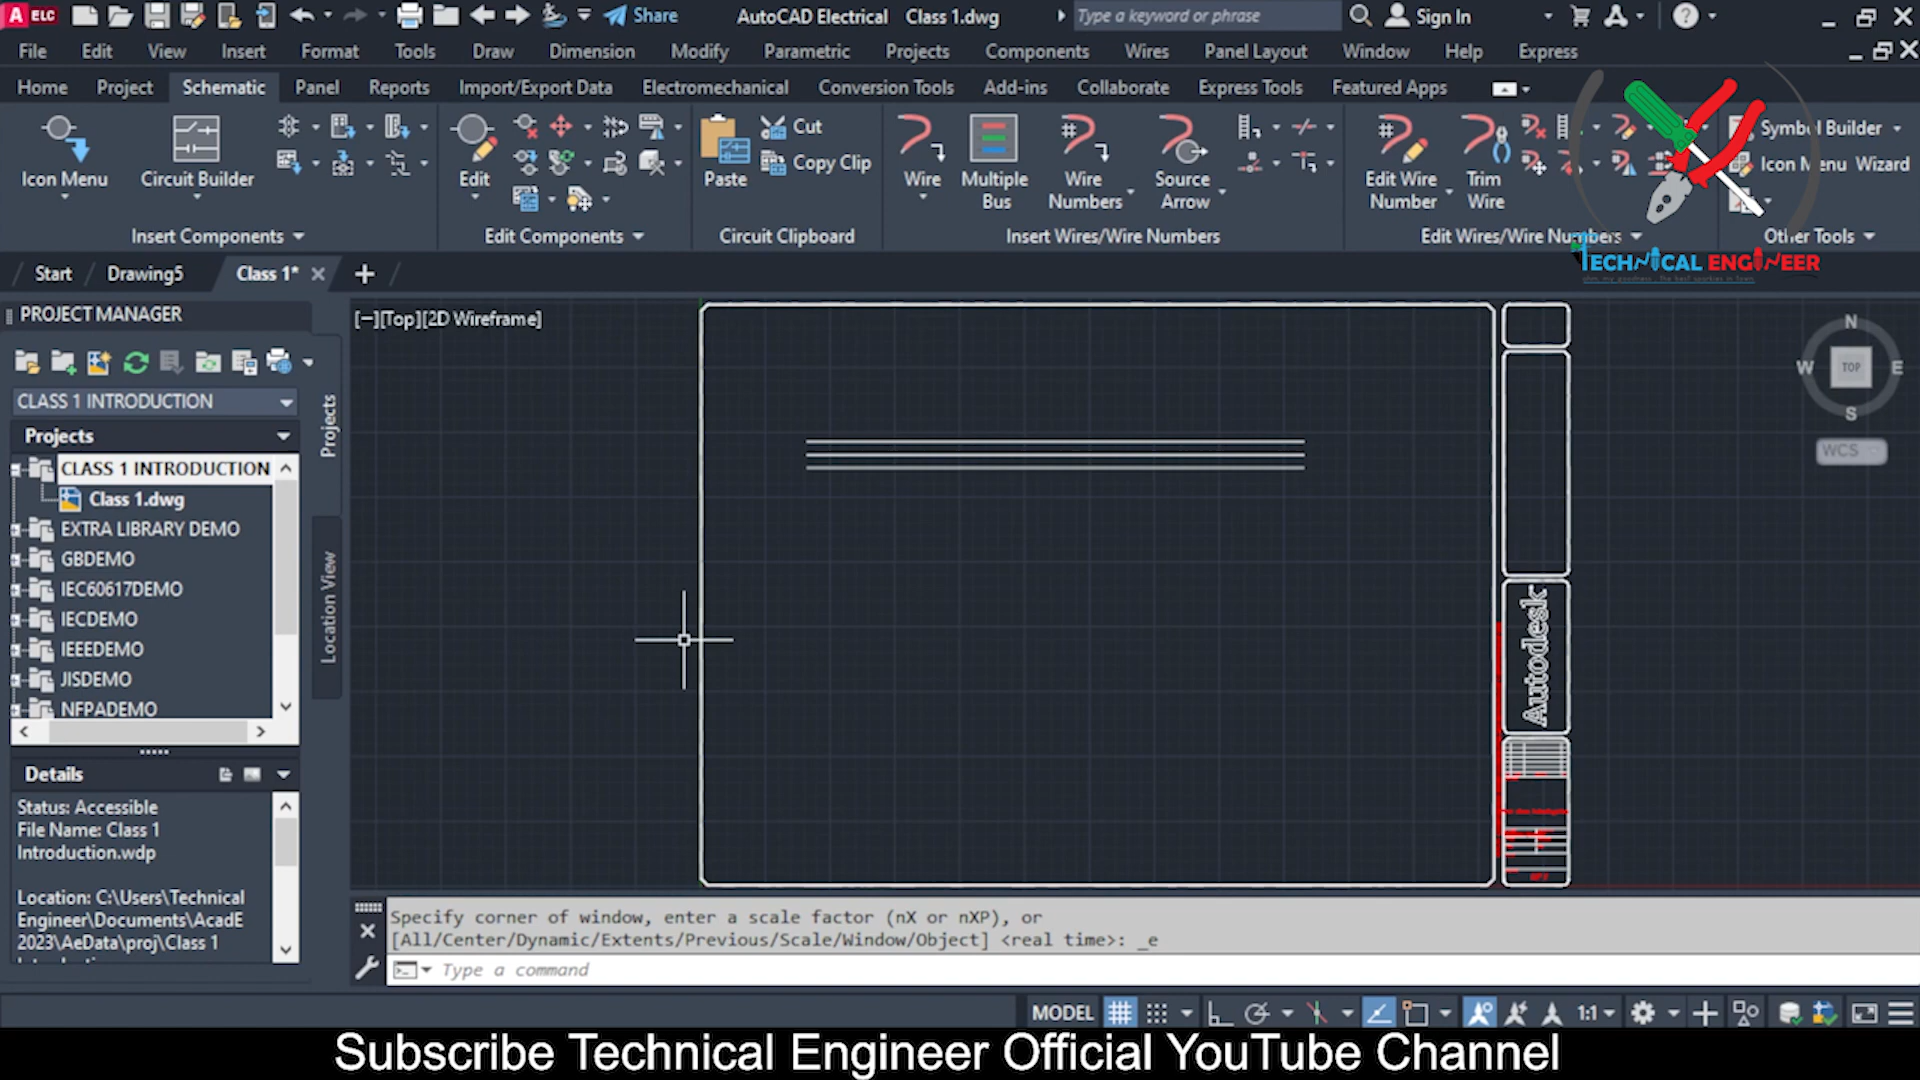 A ELC
Share
AutoCAD Electrical Class 1.dwg
Type a keyword or phrase
Sign In
File Edit View Insert Format Tools Draw Dimension Modify Parametric Projects Components Wires Panel Layout Window Help Express
Home Project Schematic Panel Reports Import/Export Data Electromechanical Conversion Tools Add-ins Collaborate Express Tools Featured Apps
Icon Menu
Circuit Builder
Edit
Paste
Cut
Copy Clip
Wire
Multiple
Bus
Wire
Numbers
Source
Arrow
Edit Wire
Number
Trim
Wire
Symbol Builder
Icon Menu Wizard
Insert Components
Edit Components
Circuit Clipboard
Insert Wires/Wire Numbers
Edit Wires/Wire Numbers
Other Tools
TECHNICAL ENGINEER
Start
Drawing5
Class 1*
PROJECT MANAGER
[−][Top][2D Wireframe]
CLASS 1 INTRODUCTION
Projects
CLASS 1 INTRODUCTION
Class 1.dwg
EXTRA LIBRARY DEMO
GBDEMO
IEC60617DEMO
IECDEMO
IEEEDEMO
JISDEMO
NFPADEMO
Projects
Location View
Details
Status: Accessible
File Name: Class 1
Introduction.wdp
Location: C:\Users\Technical
Engineer\Documents\AcadE
2023\AeData\proj\Class 1
N
W
TOP
E
S
WCS
Autodesk
Specify corner of window, enter a scale factor (nX or nXP), or
[All/Center/Dynamic/Extents/Previous/Scale/Window/Object] <real time>: _e
Type a command
MODEL
1:1
Subscribe Technical Engineer Official YouTube Channel